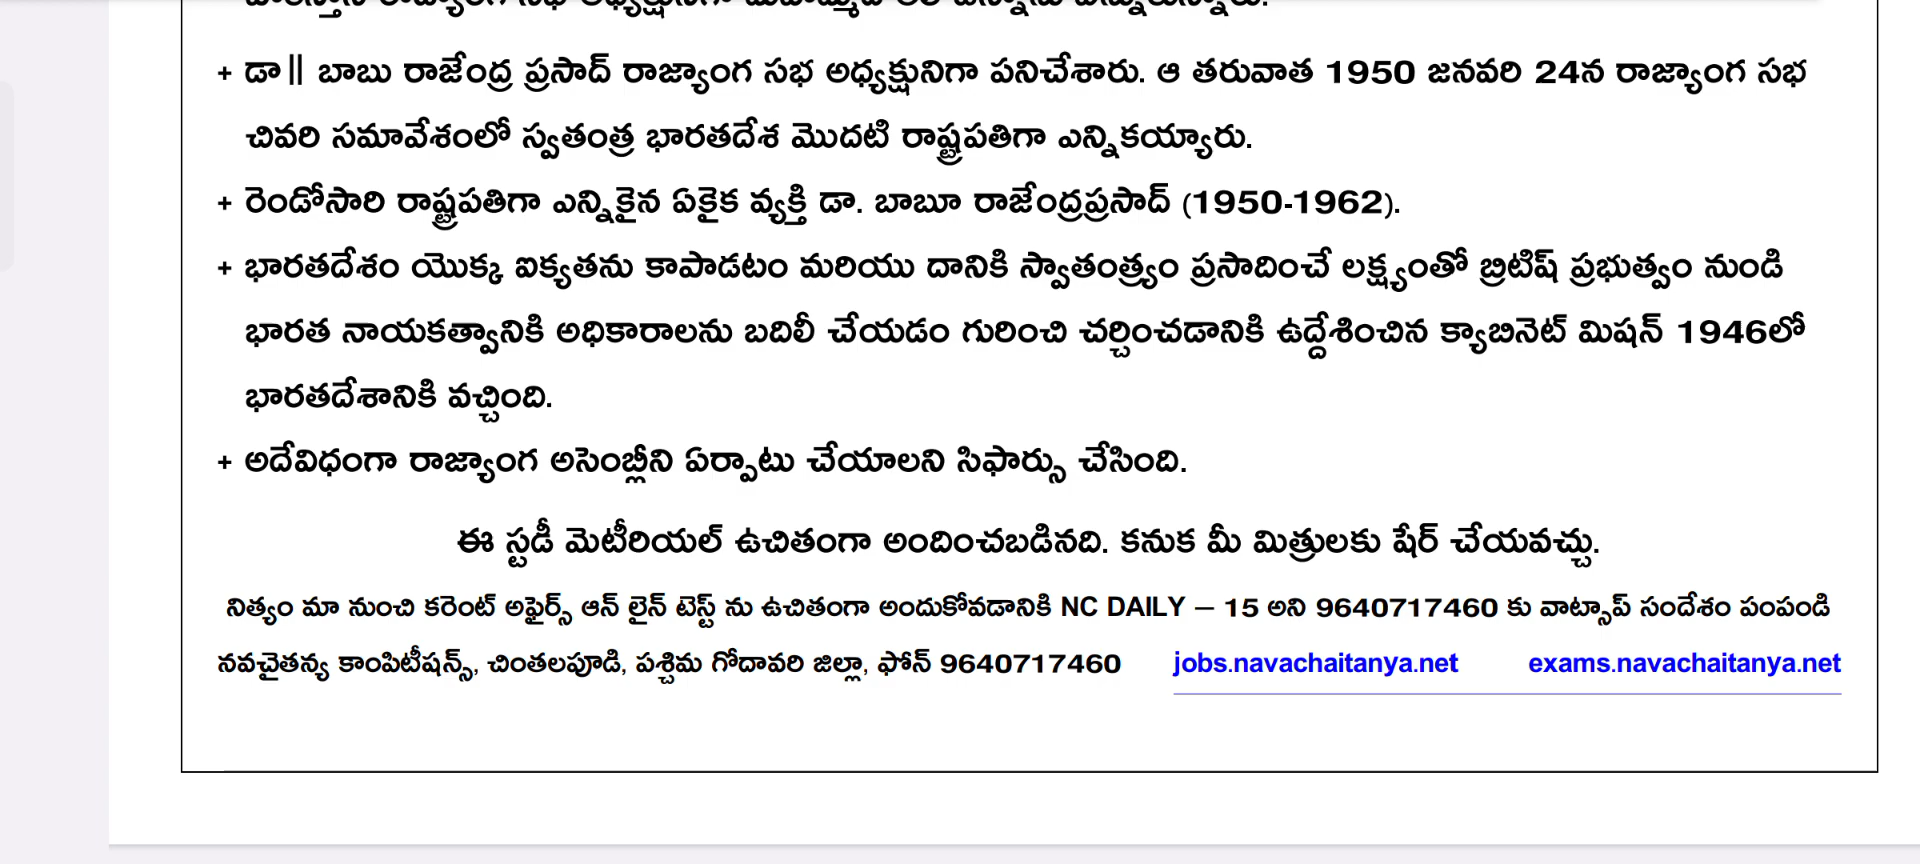 + డా|| బాబు రాజేంద్ర ప్రసాద్ రాజ్యాంగ సభ అధ్యక్షునిగా పనిచేశారు. ఆ తరువాత 1950 జనవరి 24న రాజ్యాంగ సభ
చివరి సమావేశంలో స్వతంత్ర భారతదేశ మొదటి రాష్ట్రపతిగా ఎన్నికయ్యారు.
+ రెండోసారి రాష్ట్రపతిగా ఎన్నికైన ఏకైక వ్యక్తి డా. బాబూ రాజేంద్రప్రసాద్ (1950-1962).
+ భారతదేశం యొక్క ఐక్యతను కాపాడటం మరియు దానికి స్వాతంత్ర్యం ప్రసాదించే లక్ష్యంతో బ్రిటిష్ ప్రభుత్వం నుండి
భారత నాయకత్వానికి అధికారాలను బదిలీ చేయడం గురించి చర్చించడానికి ఉద్దేశించిన క్యాబినెట్ మిషన్ 1946లో
భారతదేశానికి వచ్చింది.
+ అదేవిధంగా రాజ్యాంగ అసెంబ్లీని ఏర్పాటు చేయాలని సిఫార్సు చేసింది.
ఈ స్టడీ మెటీరియల్ ఉచితంగా అందించబడినది. కనుక మీ మిత్రులకు షేర్ చేయవచ్చు.
నిత్యం మా నుంచి కరెంట్ అఫైర్స్ ఆన్ లైన్ టెస్ట్ ను ఉచితంగా అందుకోవడానికి NC DAILY – 15 అని 9640717460 కు వాట్సాప్ సందేశం పంపండి
నవచైతన్య కాంపిటీషన్స్, చింతలపూడి, పశ్చిమ గోదావరి జిల్లా, ఫోన్ 9640717460 jobs.navachaitanya.net exams.navachaitanya.net